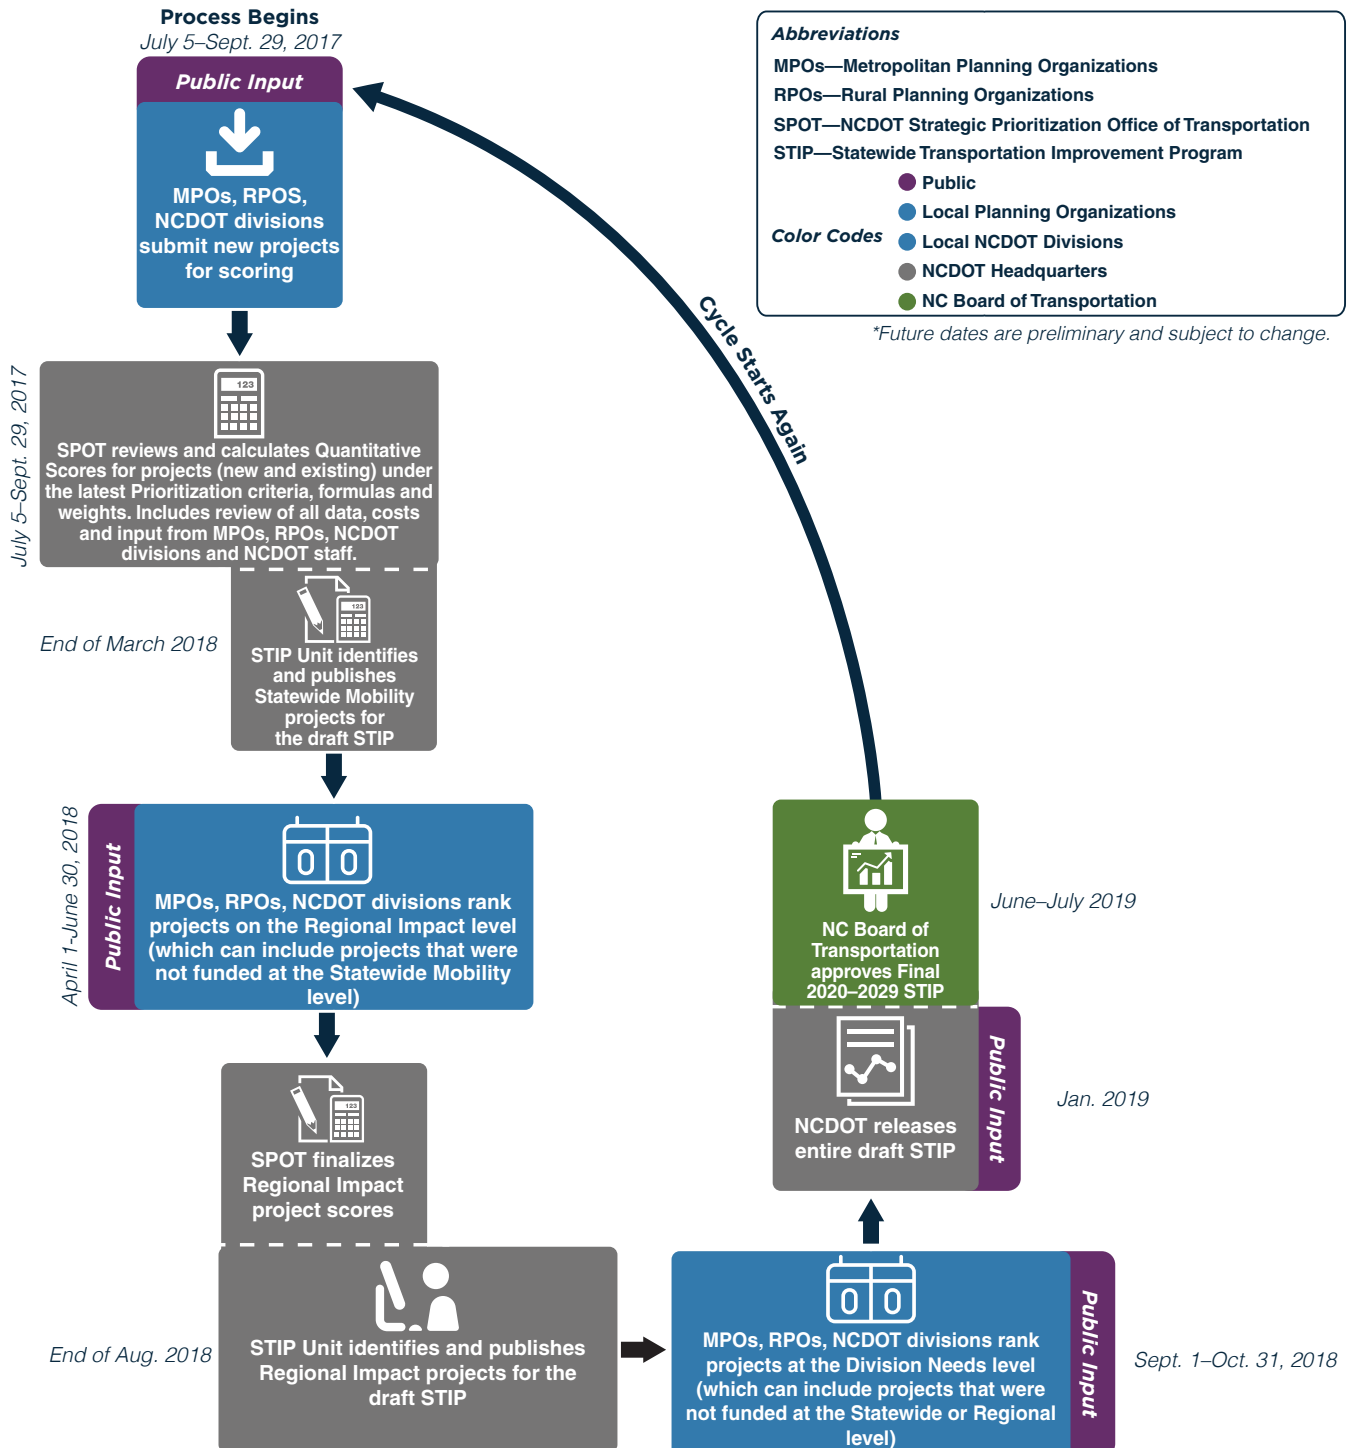 Process Begins
July 5–Sept. 29, 2017
Public Input
MPOs, RPOS,
NCDOT divisions
submit new projects
for scoring
Abbreviations
MPOs—Metropolitan Planning Organizations
RPOs—Rural Planning Organizations
SPOT—NCDOT Strategic Prioritization Office of Transportation
STIP—Statewide Transportation Improvement Program
Color Codes
Public
Local Planning Organizations
Local NCDOT Divisions
NCDOT Headquarters
NC Board of Transportation
*Future dates are preliminary and subject to change.
Cycle Starts Again
July 5–Sept. 29, 2017
123
SPOT reviews and calculates Quantitative
Scores for projects (new and existing) under
the latest Prioritization criteria, formulas and
weights. Includes review of all data, costs
and input from MPOs, RPOs, NCDOT
divisions and NCDOT staff.
End of March 2018
123
STIP Unit identifies
and publishes
Statewide Mobility
projects for
the draft STIP
April 1-June 30, 2018
Public Input
0 0
MPOs, RPOs, NCDOT divisions rank
projects on the Regional Impact level
(which can include projects that were
not funded at the Statewide Mobility
level)
123
SPOT finalizes
Regional Impact
project scores
End of Aug. 2018
STIP Unit identifies and publishes
Regional Impact projects for the
draft STIP
0 0
MPOs, RPOs, NCDOT divisions rank
projects at the Division Needs level
(which can include projects that were
not funded at the Statewide or Regional
level)
Public Input
Sept. 1–Oct. 31, 2018
NCDOT releases
entire draft STIP
Public Input
Jan. 2019
NC Board of
Transportation
approves Final
2020–2029 STIP
June–July 2019